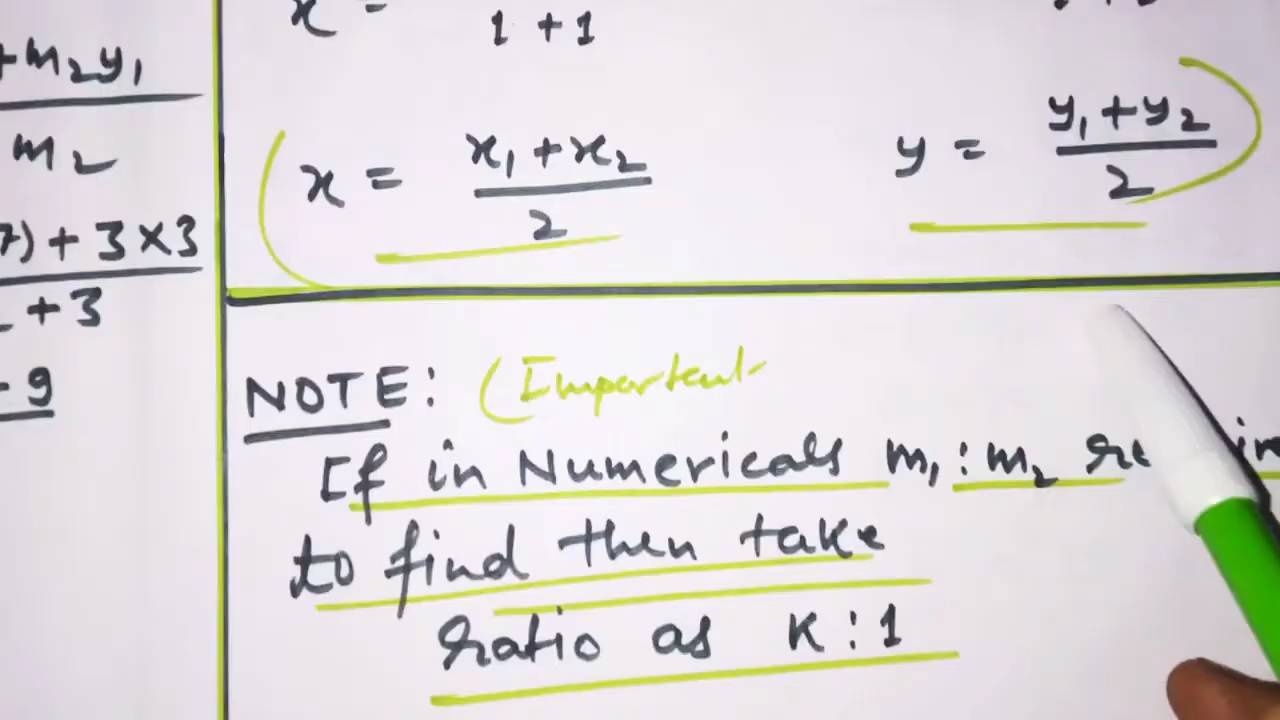 +m₂y₁
m₂
7) + 3 × 3
+ 3
9
x =
1 + 1
x = x₁ + x₂
2
y = y₁ + y₂
2
NOTE: (Important
If in Numericals m₁ : m₂
to find then take
ratio as K : 1